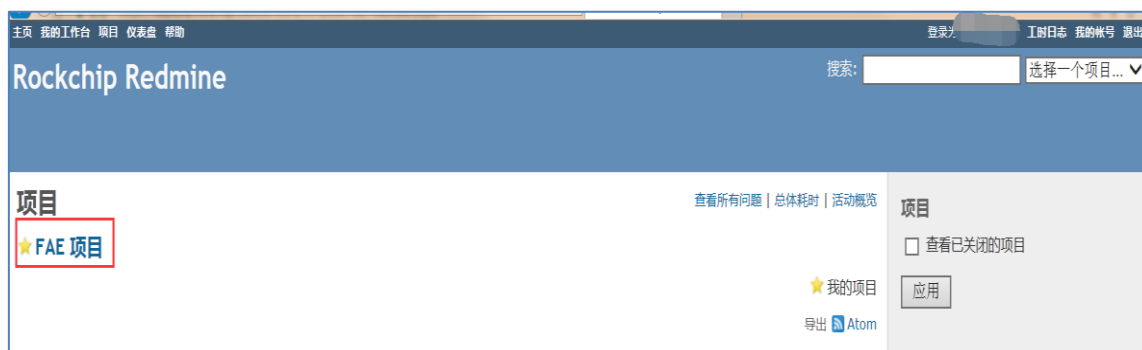 主页 我的工作台 项目 仪表盘 帮助
登录为 工时日志 我的帐号 退出
Rockchip Redmine
搜索: 选择一个项目...
项目
查看所有问题 | 总体耗时 | 活动概览
FAE 项目
我的项目
导出 Atom
项目
查看已关闭的项目
应用